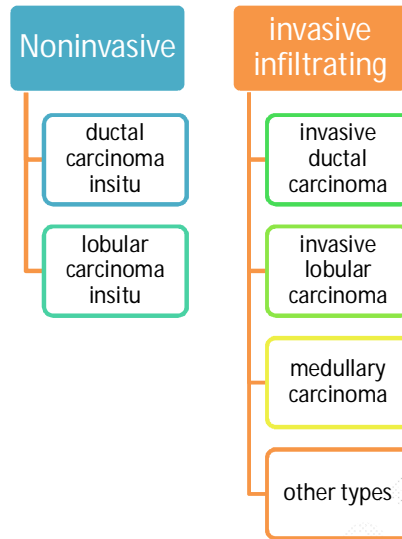 Noninvasive
ductal
carcinoma
insitu
lobular
carcinoma
insitu
invasive
infiltrating
invasive
ductal
carcinoma
invasive
lobular
carcinoma
medullary
carcinoma
other types